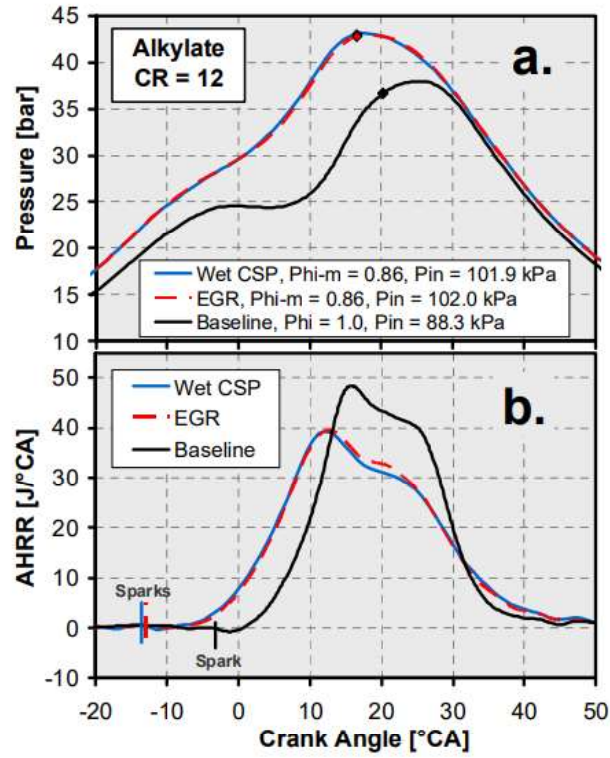 Alkylate
CR = 12
a.
Pressure [bar]
45
40
35
30
25
20
15
10
Wet CSP, Phi-m = 0.86, Pin = 101.9 kPa
EGR, Phi-m = 0.86, Pin = 102.0 kPa
Baseline, Phi = 1.0, Pin = 88.3 kPa
b.
AHRR [J/°CA]
50
40
30
20
10
0
-10
Wet CSP
EGR
Baseline
Sparks
Spark
-20 -10 0 10 20 30 40 50
Crank Angle [°CA]